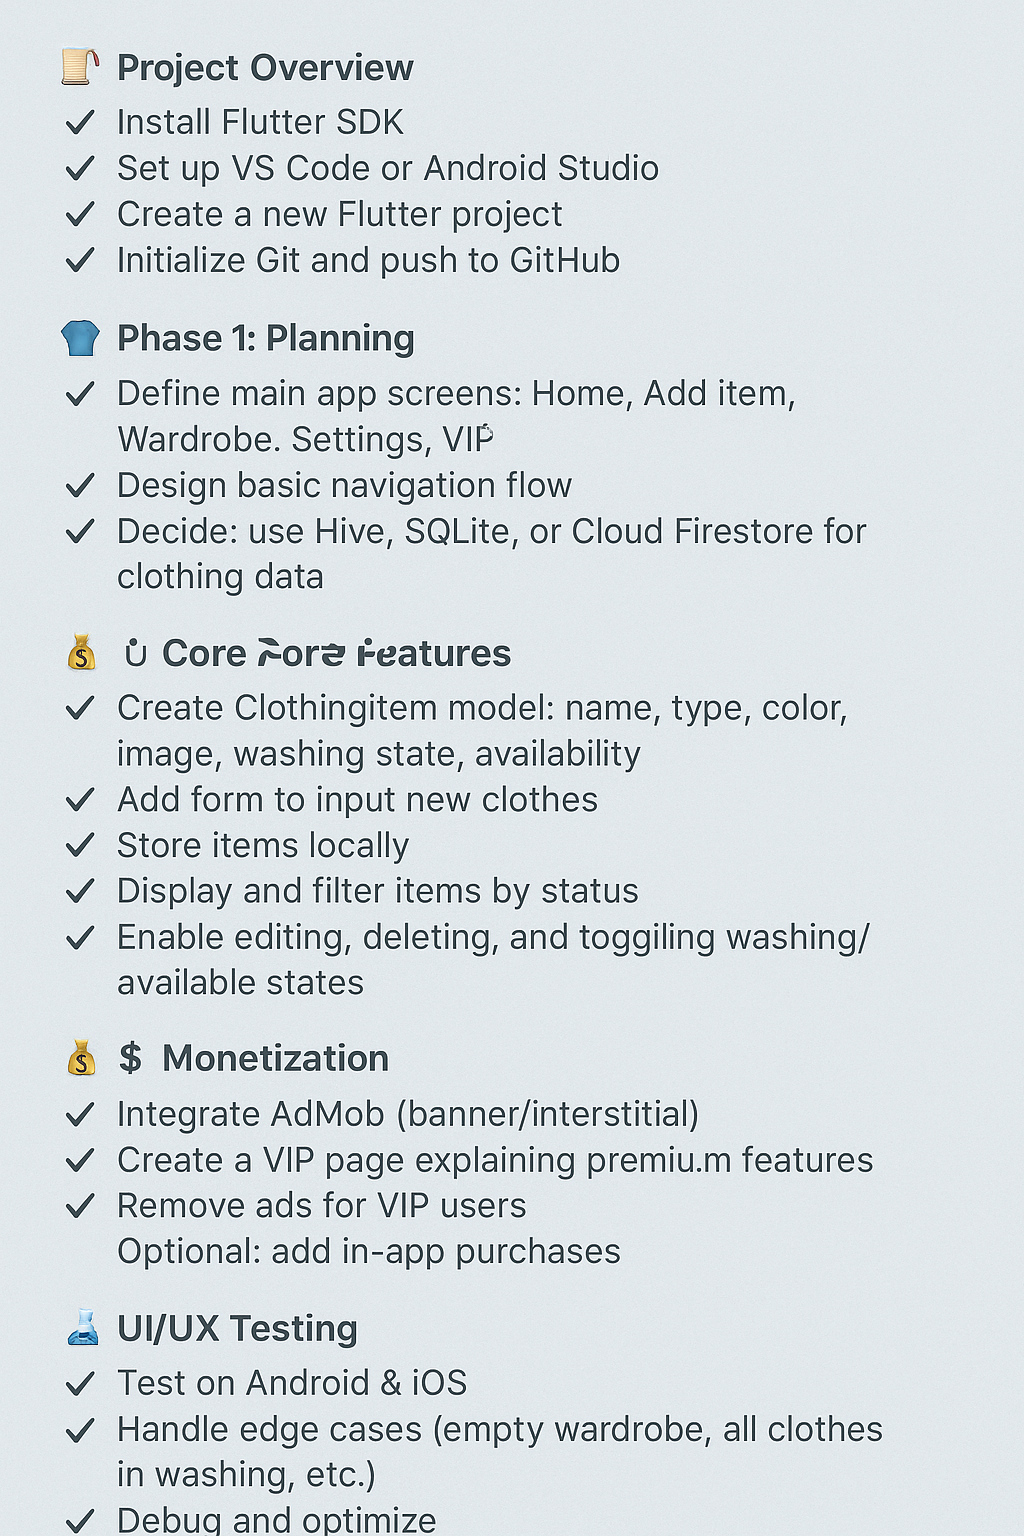 Project Overview
✓ Install Flutter SDK
✓ Set up VS Code or Android Studio
✓ Create a new Flutter project
✓ Initialize Git and push to GitHub
Phase 1: Planning
✓ Define main app screens: Home, Add item,
Wardrobe. Settings, VIP
✓ Design basic navigation flow
✓ Decide: use Hive, SQLite, or Cloud Firestore for
clothing data
Core
✓ Create Clothingitem model: name, type, color,
image, washing state, availability
✓ Add form to input new clothes
✓ Store items locally
✓ Display and filter items by status
✓ Enable editing, deleting, and toggiling washing/
available states
$ Monetization
✓ Integrate AdMob (banner/interstitial)
✓ Create a VIP page explaining premiu.m features
✓ Remove ads for VIP users
Optional: add in-app purchases
UI/UX Testing
✓ Test on Android & iOS
✓ Handle edge cases (empty wardrobe, all clothes
in washing, etc.)
✓ Debug and optimize